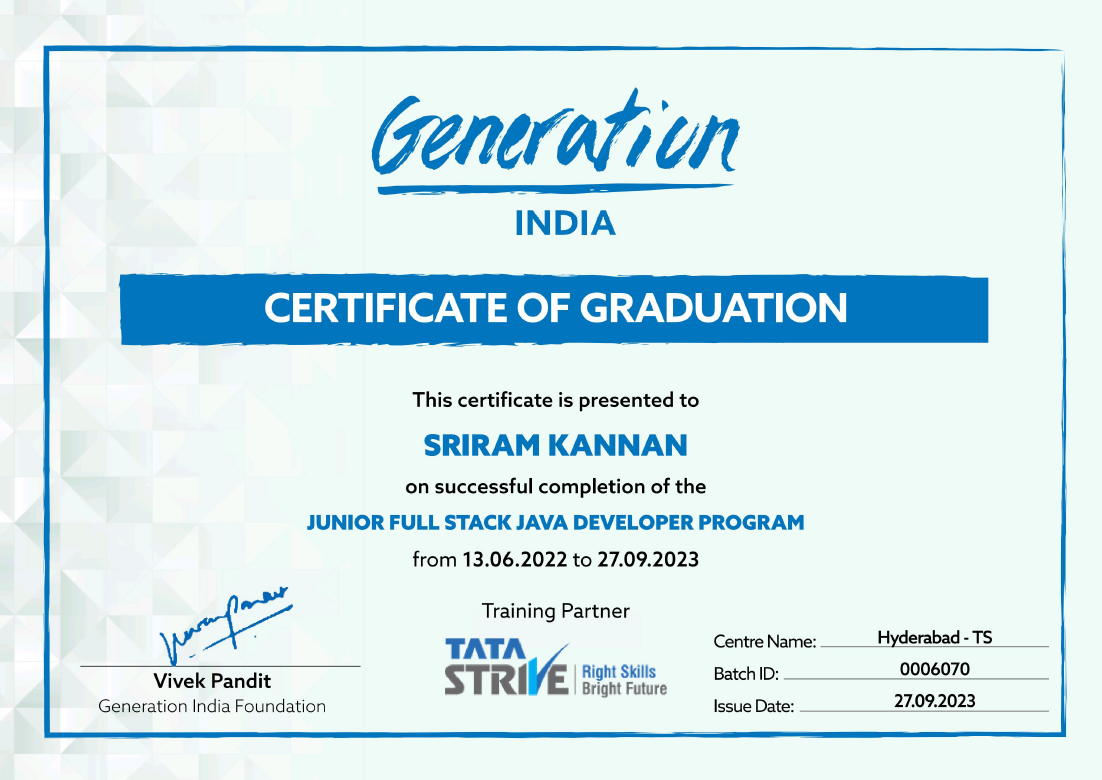 Generation
INDIA
CERTIFICATE OF GRADUATION
This certificate is presented to
SRIRAM KANNAN
on successful completion of the
JUNIOR FULL STACK JAVA DEVELOPER PROGRAM
from 13.06.2022 to 27.09.2023
Vivek Pandit
Generation India Foundation
Training Partner
TATA
STRIVE
Right Skills
Bright Future
Centre Name: Hyderabad - TS
Batch ID: 0006070
Issue Date: 27.09.2023